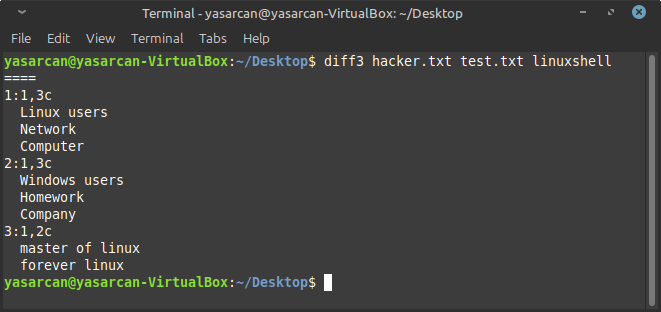 Terminal - yasarcan@yasarcan-VirtualBox: ~/Desktop
File Edit View Terminal Tabs Help
yasarcan@yasarcan-VirtualBox:~/Desktop$ diff3 hacker.txt test.txt linuxshell
====
1:1,3c
  Linux users
  Network
  Computer
2:1,3c
  Windows users
  Homework
  Company
3:1,2c
  master of linux
  forever linux
yasarcan@yasarcan-VirtualBox:~/Desktop$